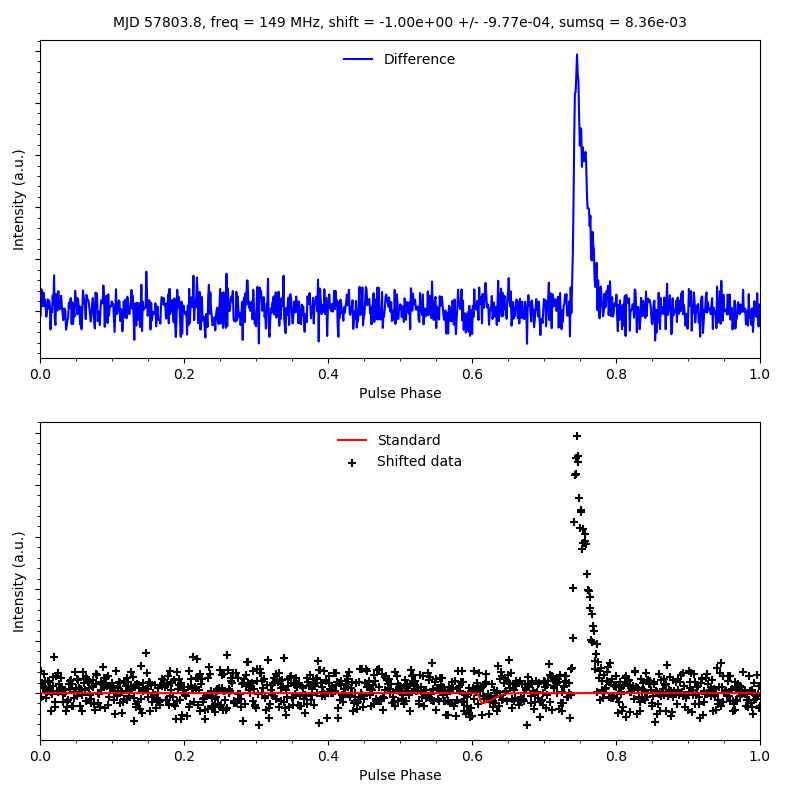 MJD 57803.8, freq = 149 MHz, shift = -1.00e+00 +/- -9.77e-04, sumsq = 8.36e-03
Difference
Intensity (a.u.)
0.0 0.2 0.4 0.6 0.8 1.0
Pulse Phase
Standard
Shifted data
Intensity (a.u.)
0.0 0.2 0.4 0.6 0.8 1.0
Pulse Phase